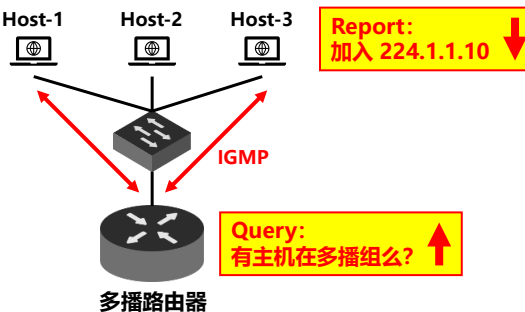 Host-1
Host-2
Host-3
Report：
加入 224.1.1.10
IGMP
Query：
有主机在多播组么？
多播路由器